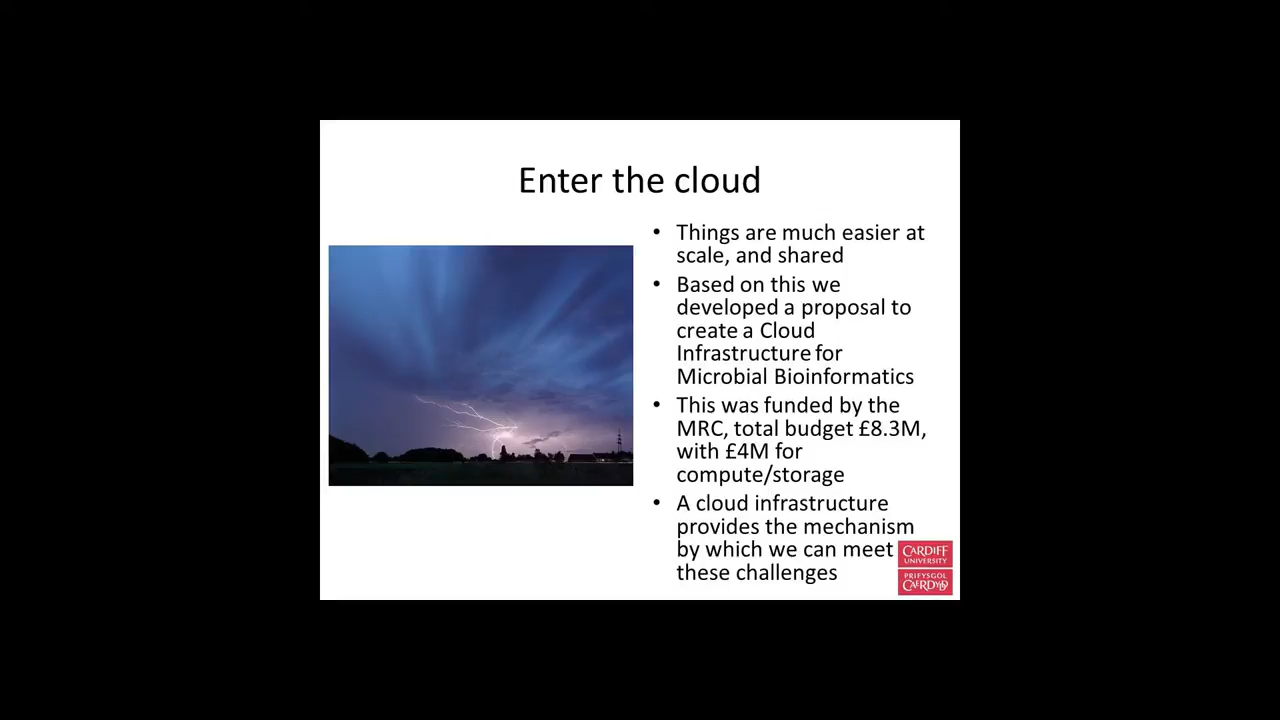 Enter the cloud
• Things are much easier at
scale, and shared
• Based on this we
developed a proposal to
create a Cloud
Infrastructure for
Microbial Bioinformatics
• This was funded by the
MRC, total budget £8.3M,
with £4M for
compute/storage
• A cloud infrastructure
provides the mechanism
by which we can meet
these challenges
CARDIFF
UNIVERSITY
PRIFYSGOL
CAERDYDD